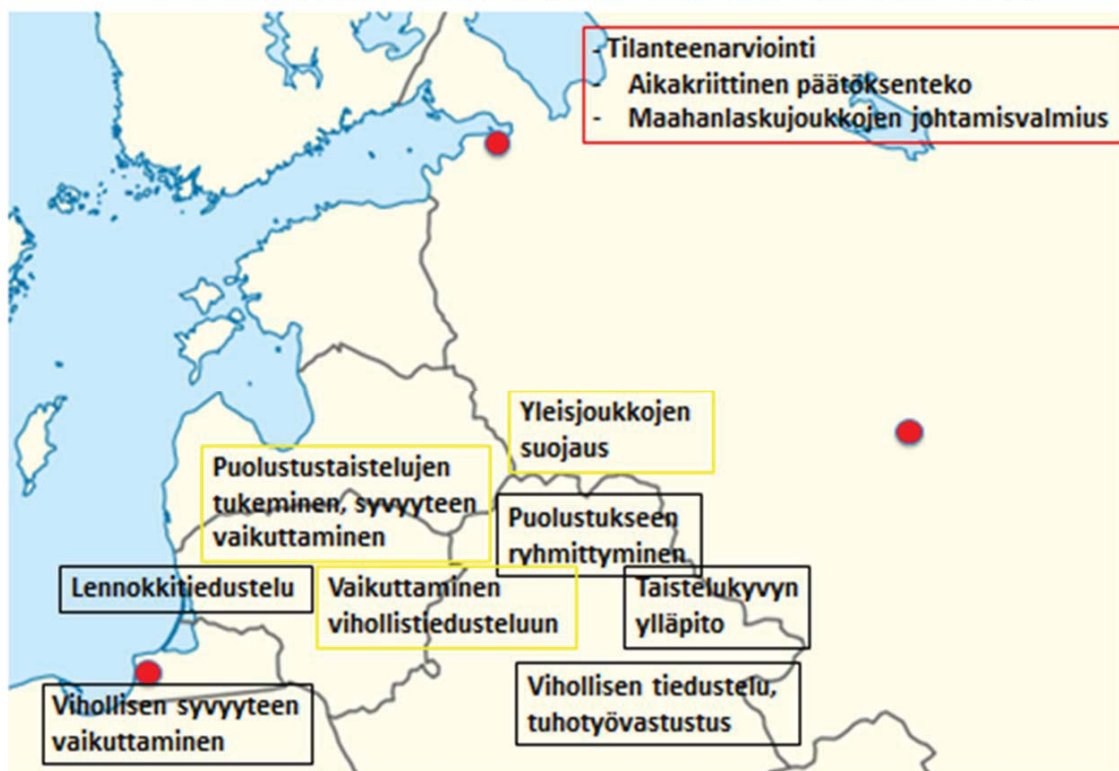 - Tilanteenarviointi
- Aikakriittinen päätöksenteko
- Maahanlaskujoukkojen johtamisvalmius
Yleisjoukkojen
suojaus
Puolustustaistelujen
tukeminen, syvyyteen
vaikuttaminen
Puolustukseen
ryhmittyminen
Lennokkitiedustelu
Vaikuttaminen
vihollistiedusteluun
Taistelukyvyn
ylläpito
Vihollisen tiedustelu,
tuhotyövastustus
Vihollisen syvyyteen
vaikuttaminen